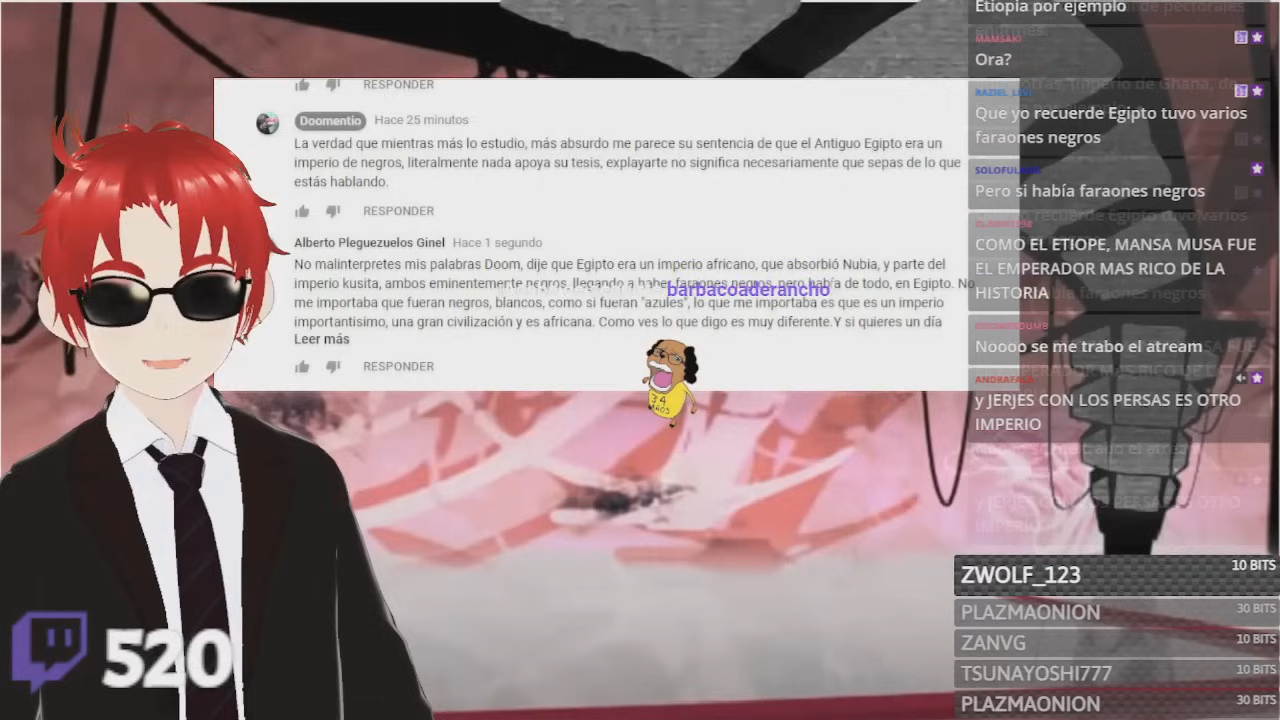 RESPONDER
Doomentio Hace 25 minutos
La verdad que mientras más lo estudio, más absurdo me parece su sentencia de que el Antiguo Egipto era un
imperio de negros, literalmente nada apoya su tesis, explayarte no significa necesariamente que sepas de lo que
estás hablando.
RESPONDER
Alberto Pleguezuelos Ginel Hace 1 segundo
No malinterpretes mis palabras Doom, dije que Egipto era un imperio africano, que absorbió Nubia, y parte del
imperio kusita, ambos eminentemente negros, llegando a haber faraones negros, pero había de todo, en Egipto. No
me importaba que fueran negros, blancos, como si fueran "azules", lo que me importaba es que es un imperio
importantisimo, una gran civilización y es africana. Como ves lo que digo es muy diferente.Y si quieres un día
Leer más
RESPONDER
barbacoaderancho
34
AÑOS
520
Etiopia por ejemplo
MAMSAKI
Ora?
RAZIEL_LEVI
Que yo recuerde Egipto tuvo varios
faraones negros
Pero si había faraones negros
COMO EL ETIOPE, MANSA MUSA FUE
EL EMPERADOR MAS RICO DE LA
HISTORIA
Noooo se me trabo el atream
y JERJES CON LOS PERSAS ES OTRO
IMPERIO
ZWOLF_123 10 BITS
PLAZMAONION 30 BITS
ZANVG 10 BITS
TSUNAYOSHI777 10 BITS
PLAZMAONION 30 BITS